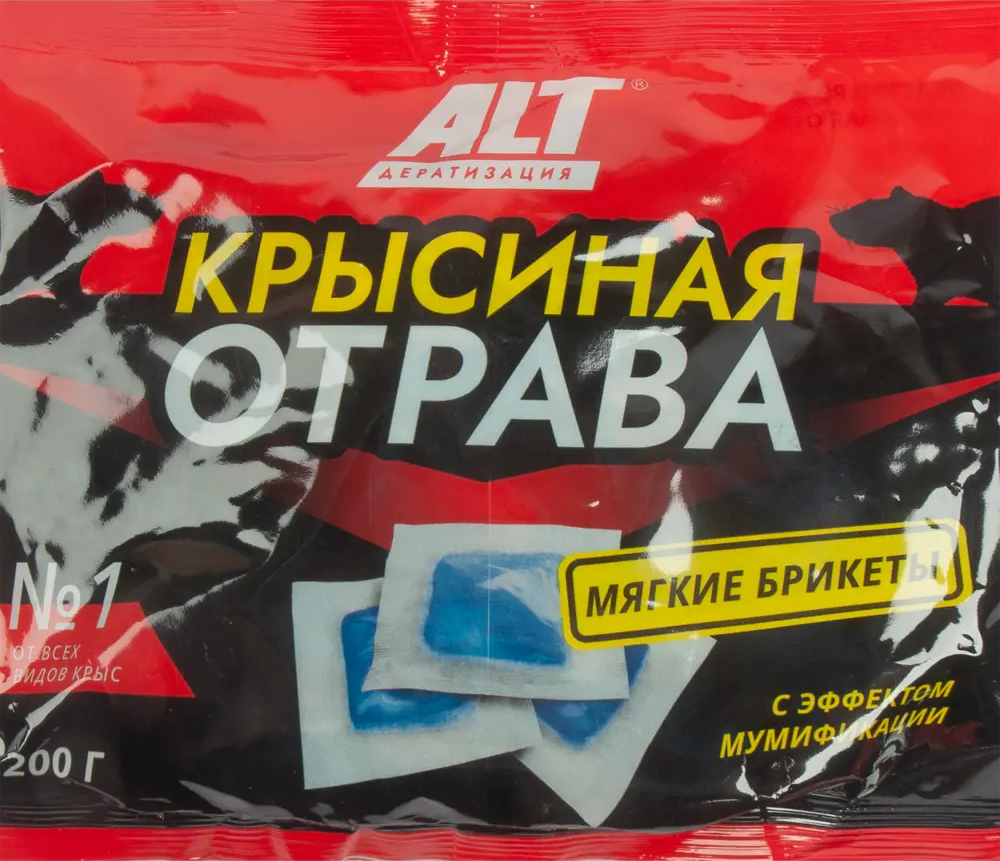 ALT®
ДЕРАТИЗАЦИЯ
КРЫСИНАЯ
ОТРАВА
МЯГКИЕ БРИКЕТЫ
№1
ОТ ВСЕХ
ВИДОВ КРЫС
С ЭФФЕКТОМ
МУМИФИКАЦИИ
200 Г